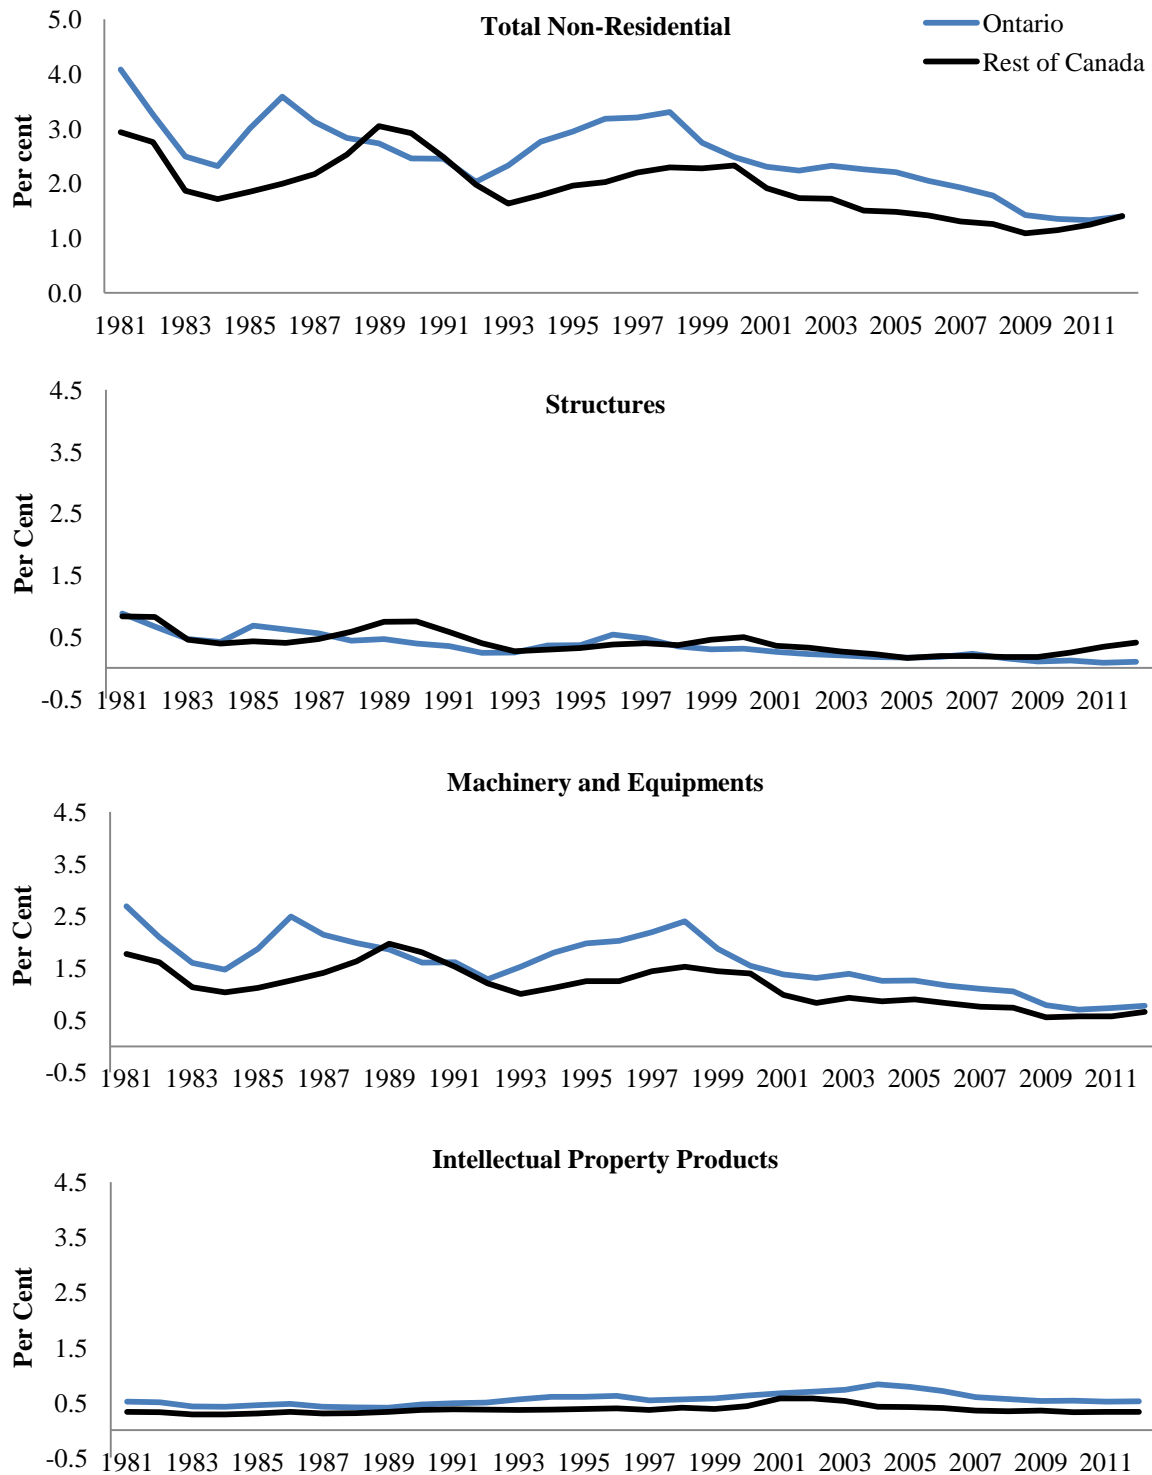 Total Non-Residential
Ontario
Rest of Canada
Per cent
5.0
4.0
3.0
2.0
1.0
0.0
1981 1983 1985 1987 1989 1991 1993 1995 1997 1999 2001 2003 2005 2007 2009 2011
Structures
Per Cent
4.5
3.5
2.5
1.5
0.5
-0.5
1981 1983 1985 1987 1989 1991 1993 1995 1997 1999 2001 2003 2005 2007 2009 2011
Machinery and Equipments
Per Cent
4.5
3.5
2.5
1.5
0.5
-0.5
1981 1983 1985 1987 1989 1991 1993 1995 1997 1999 2001 2003 2005 2007 2009 2011
Intellectual Property Products
Per Cent
4.5
3.5
2.5
1.5
0.5
-0.5
1981 1983 1985 1987 1989 1991 1993 1995 1997 1999 2001 2003 2005 2007 2009 2011